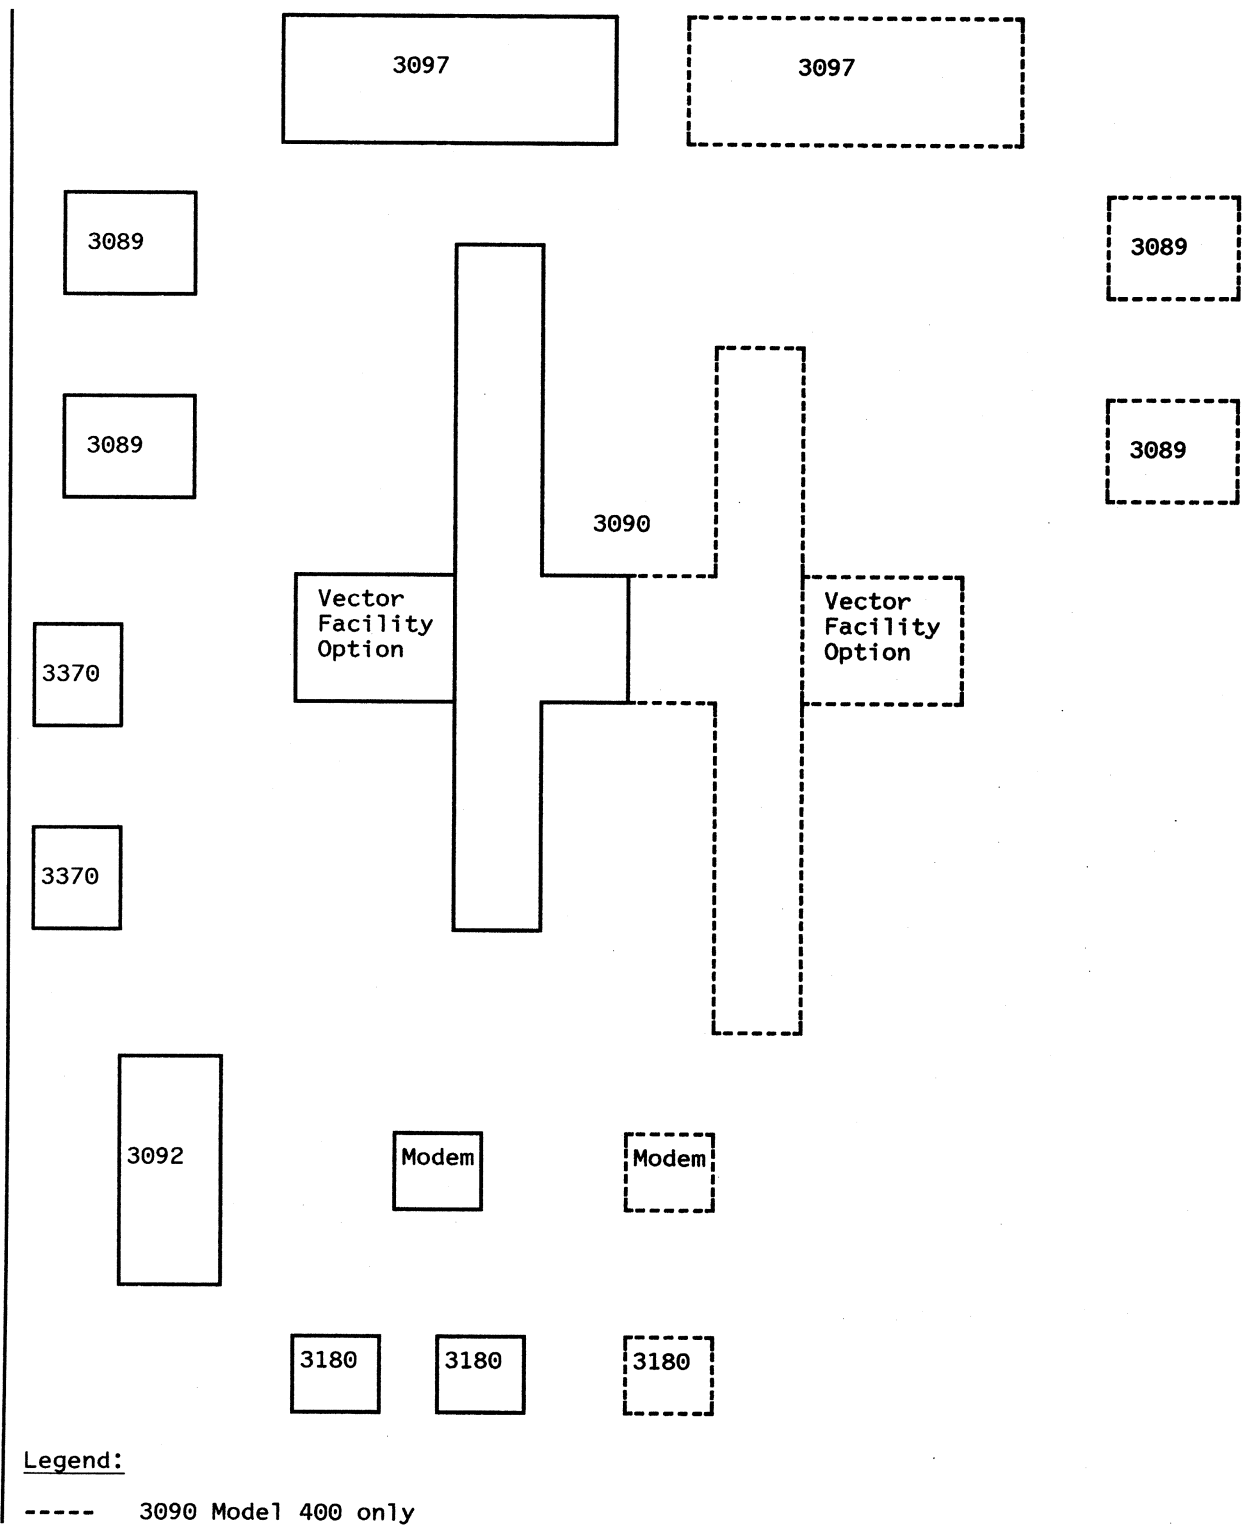 3097
3097
3089
3089
3089
3089
3090
Vector
Facility
Option
Vector
Facility
Option
3370
3370
3092
Modem
Modem
3180
3180
3180
Legend:
----- 3090 Model 400 only